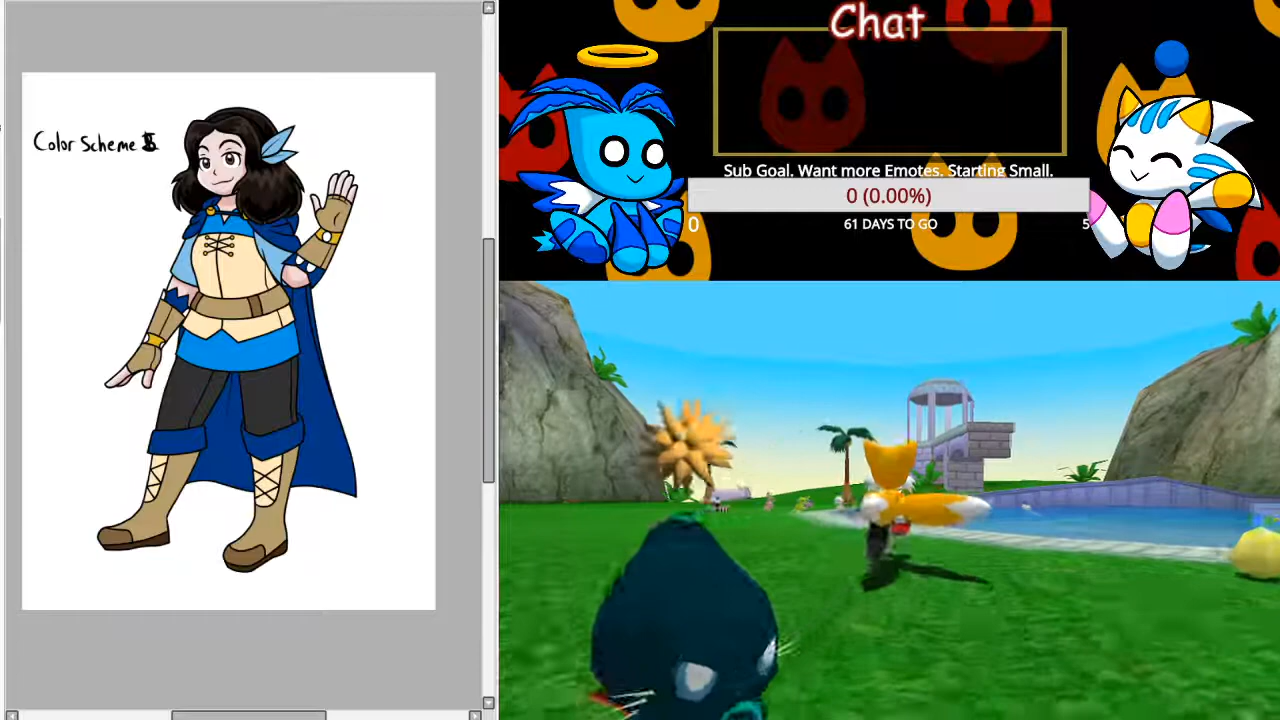 Color Scheme
Chat
Sub Goal. Want more Emotes. Starting Small.
0 (0.00%)
0
61 DAYS TO GO
5